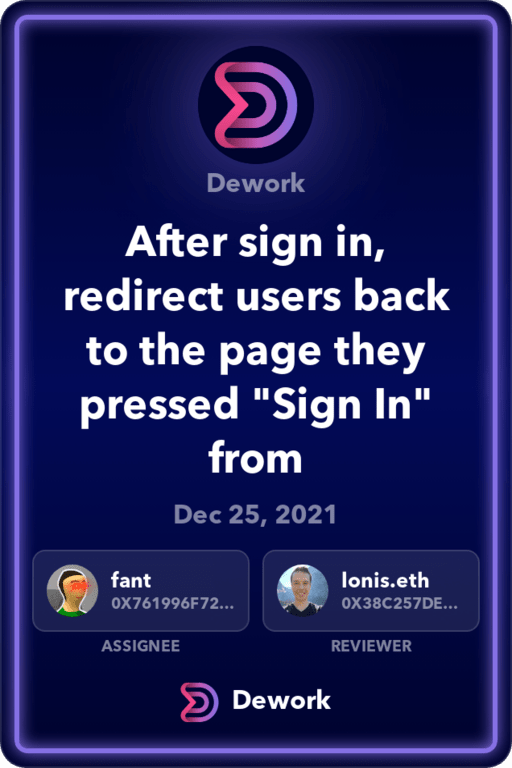 Dework
After sign in,
redirect users back
to the page they
pressed "Sign In"
from
Dec 25, 2021
fant
0X761996F72...
lonis.eth
0X38C257DE...
ASSIGNEE
REVIEWER
Dework